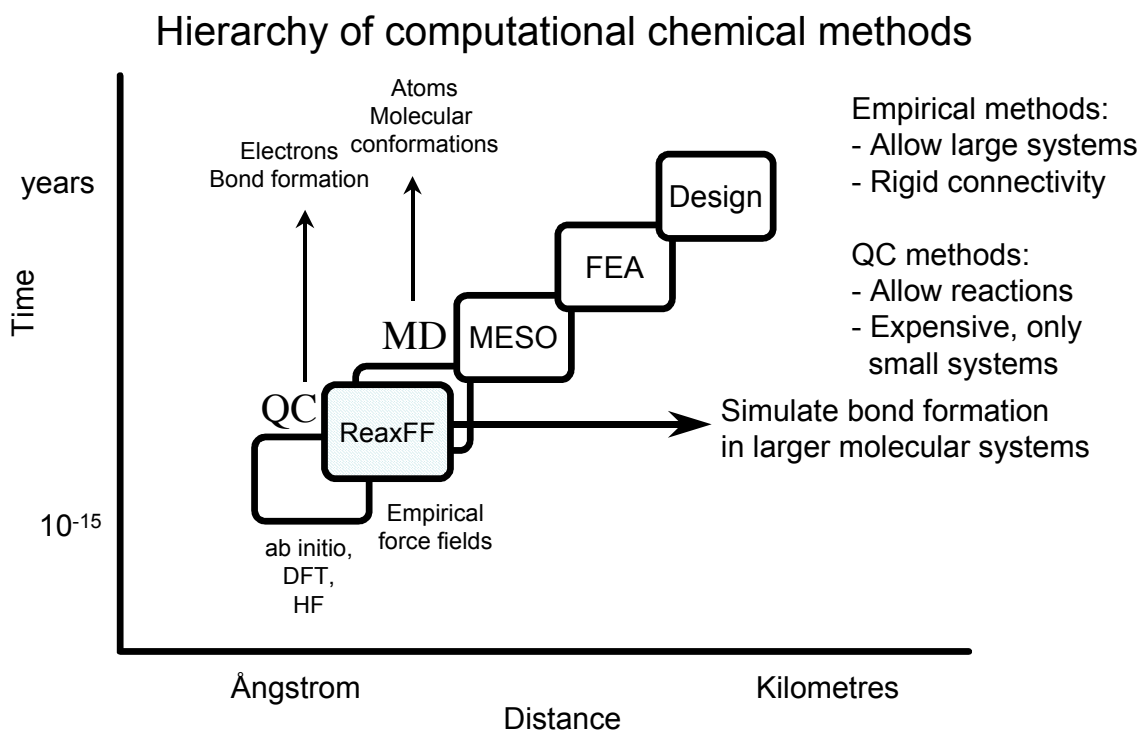 Hierarchy of computational chemical methods
Atoms
Molecular
conformations
Electrons
Bond formation
Empirical methods:
- Allow large systems
- Rigid connectivity
years
Design
FEA
QC methods:
- Allow reactions
- Expensive, only
small systems
Time
MD
MESO
QC
ReaxFF
Simulate bond formation
in larger molecular systems
10-15
Empirical
force fields
ab initio,
DFT,
HF
Ångstrom
Kilometres
Distance